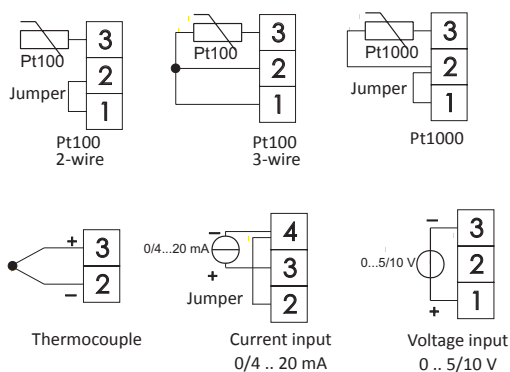 3
Pt100
2
Jumper
1
Pt100
2-wire
3
Pt100
2
1
Pt100
3-wire
3
Pt1000
2
Jumper
1
Pt1000
+
3
2
–
Thermocouple
–
4
0/4...20 mA
3
+
Jumper
2
Current input
0/4 .. 20 mA
–
3
0...5/10 V
2
1
+
Voltage input
0 .. 5/10 V